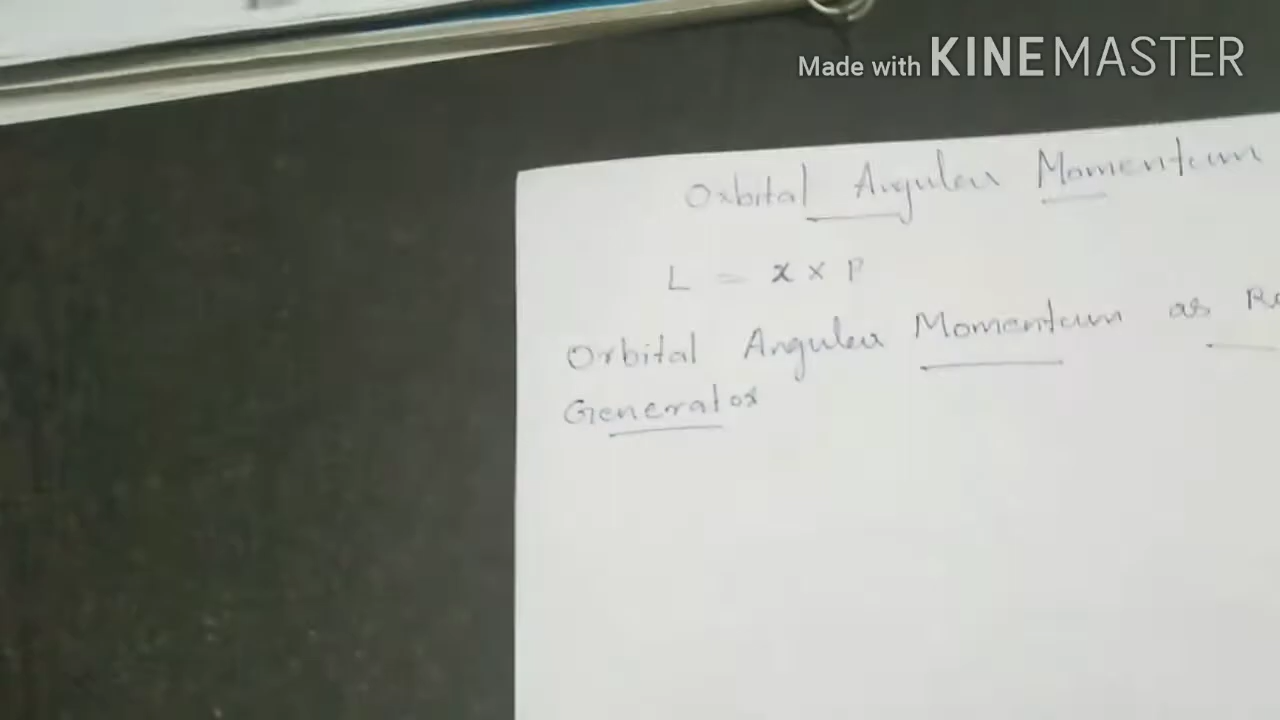 Made with KINEMASTER
Orbital Angular Momentum
L = x × P
Orbital Angular Momentum as
Generator